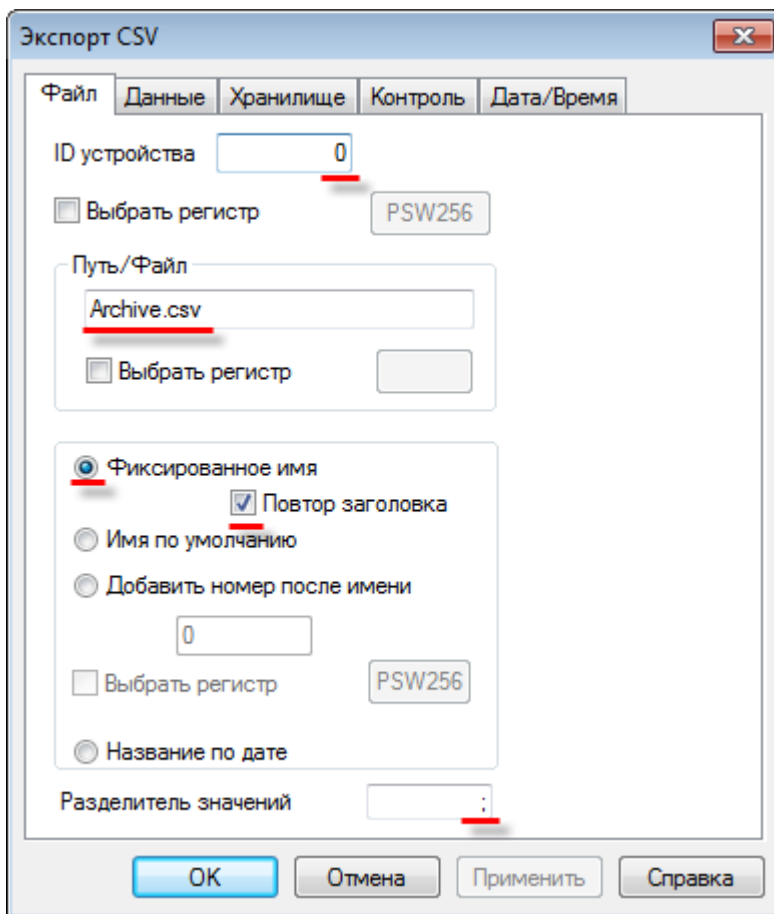 Экспорт CSV
Файл Данные Хранилище Контроль Дата/Время
ID устройства 0
Выбрать регистр PSW256
Путь/Файл
Archive.csv
Выбрать регистр
Фиксированное имя
Повтор заголовка
Имя по умолчанию
Добавить номер после имени
0
Выбрать регистр PSW256
Название по дате
Разделитель значений ;
OK Отмена Применить Справка